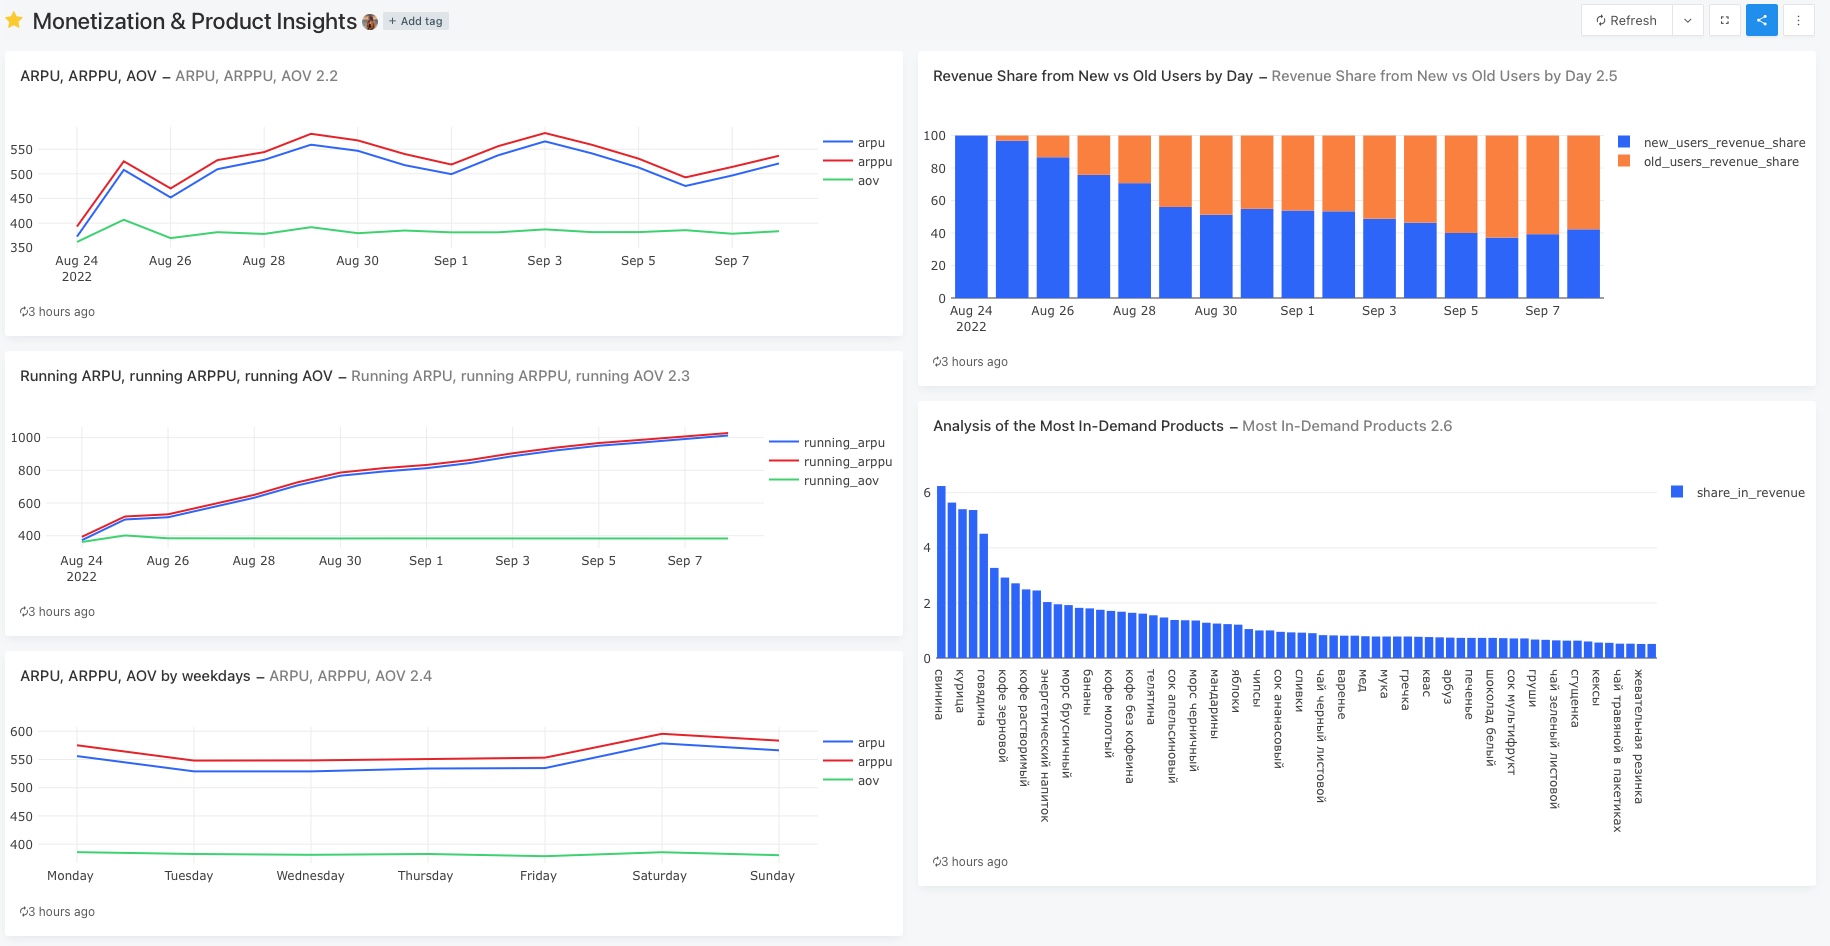 Monetization & Product Insights
+ Add tag
Refresh
ARPU, ARPPU, AOV – ARPU, ARPPU, AOV 2.2
550
500
450
400
350
Aug 24 Aug 26 Aug 28 Aug 30 Sep 1 Sep 3 Sep 5 Sep 7
2022
arpu
arppu
aov
3 hours ago
Running ARPU, running ARPPU, running AOV – Running ARPU, running ARPPU, running AOV 2.3
1000
800
600
400
Aug 24 Aug 26 Aug 28 Aug 30 Sep 1 Sep 3 Sep 5 Sep 7
2022
running_arpu
running_arppu
running_aov
3 hours ago
ARPU, ARPPU, AOV by weekdays – ARPU, ARPPU, AOV 2.4
600
550
500
450
400
Monday Tuesday Wednesday Thursday Friday Saturday Sunday
arpu
arppu
aov
3 hours ago
Revenue Share from New vs Old Users by Day – Revenue Share from New vs Old Users by Day 2.5
100
80
60
40
20
0
Aug 24 Aug 26 Aug 28 Aug 30 Sep 1 Sep 3 Sep 5 Sep 7
2022
new_users_revenue_share
old_users_revenue_share
3 hours ago
Analysis of the Most In-Demand Products – Most In-Demand Products 2.6
6
4
2
0
свинина
курица
говядина
кофе зерновой
кофе растворимый
энергетический напиток
морс брусничный
бананы
кофе молотый
кофе без кофеина
телятина
сок апельсиновый
морс черничный
мандарины
яблоки
чипсы
сок ананасовый
сливки
чай черный листовой
варенье
мед
мука
гречка
квас
арбуз
печенье
шоколад белый
сок мультифрукт
груши
чай зеленый листовой
сгущенка
кексы
чай травяной в пакетиках
жевательная резинка
share_in_revenue
3 hours ago